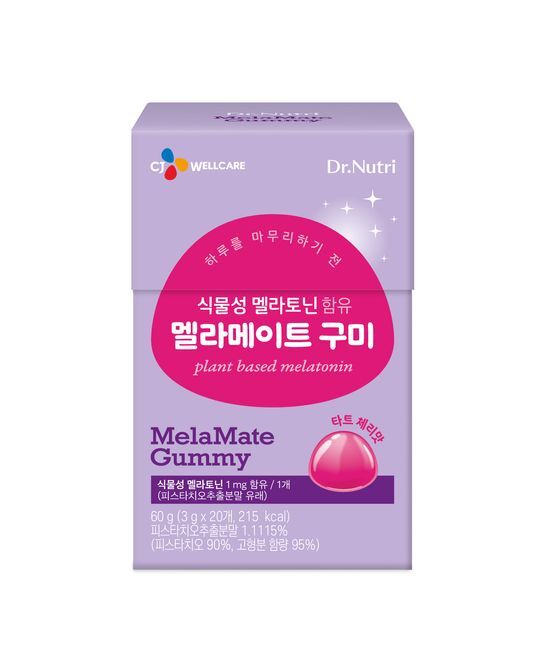 Dr.Nutri
MelaMate
Gummy
CJ WELLCARE
Dr.Nutri
하루를 마무리하기 전
식물성 멜라토닌 함유
멜라메이트 구미
plant based melatonin
타트 체리맛
MelaMate
Gummy
식물성 멜라토닌 1 mg 함유 / 1개
(피스타치오추출분말 유래)
60 g (3 g x 20개, 215 kcal)
피스타치오추출분말 1.1115%
(피스타치오 90%, 고형분 함량 95%)